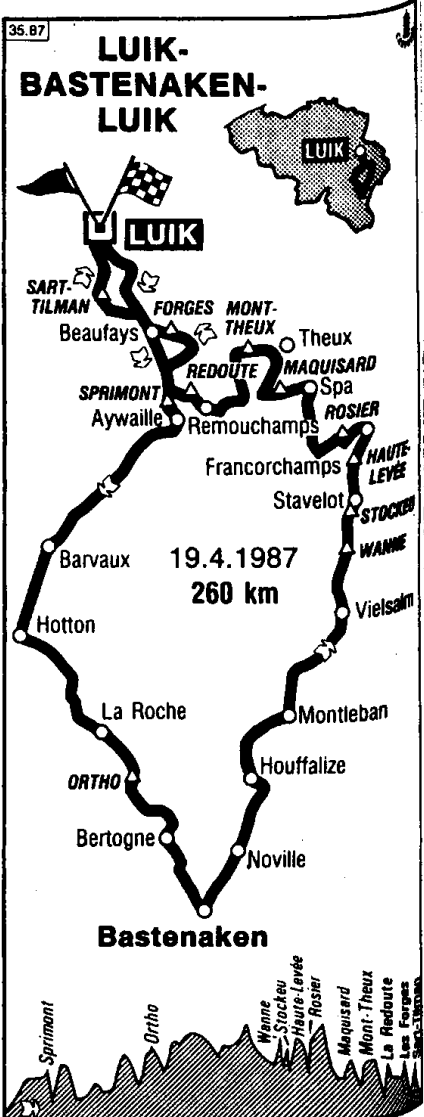 35.87
LUIK-
BASTENAKEN-
LUIK
LUIK
LUIK
SART-
TILMAN
FORGES
MONT-
THEUX
Beaufays
Theux
REDOUTE
MAQUISARD
SPRIMONT
Spa
Aywaille
Remouchamps
ROSIER
Francorchamps
HAUTE-
LEVÉE
Stavelot
STOCKEU
Barvaux
19.4.1987
WANNE
260 km
Hotton
Vielsalm
La Roche
Montleban
ORTHO
Houffalize
Bertogne
Noville
Bastenaken
Sprimont
Ortho
Wanne
Stockeu
Haute-Levée
Rosier
Maquisard
Mont-Theux
La Redoute
Les Forges
Sart-Tilman